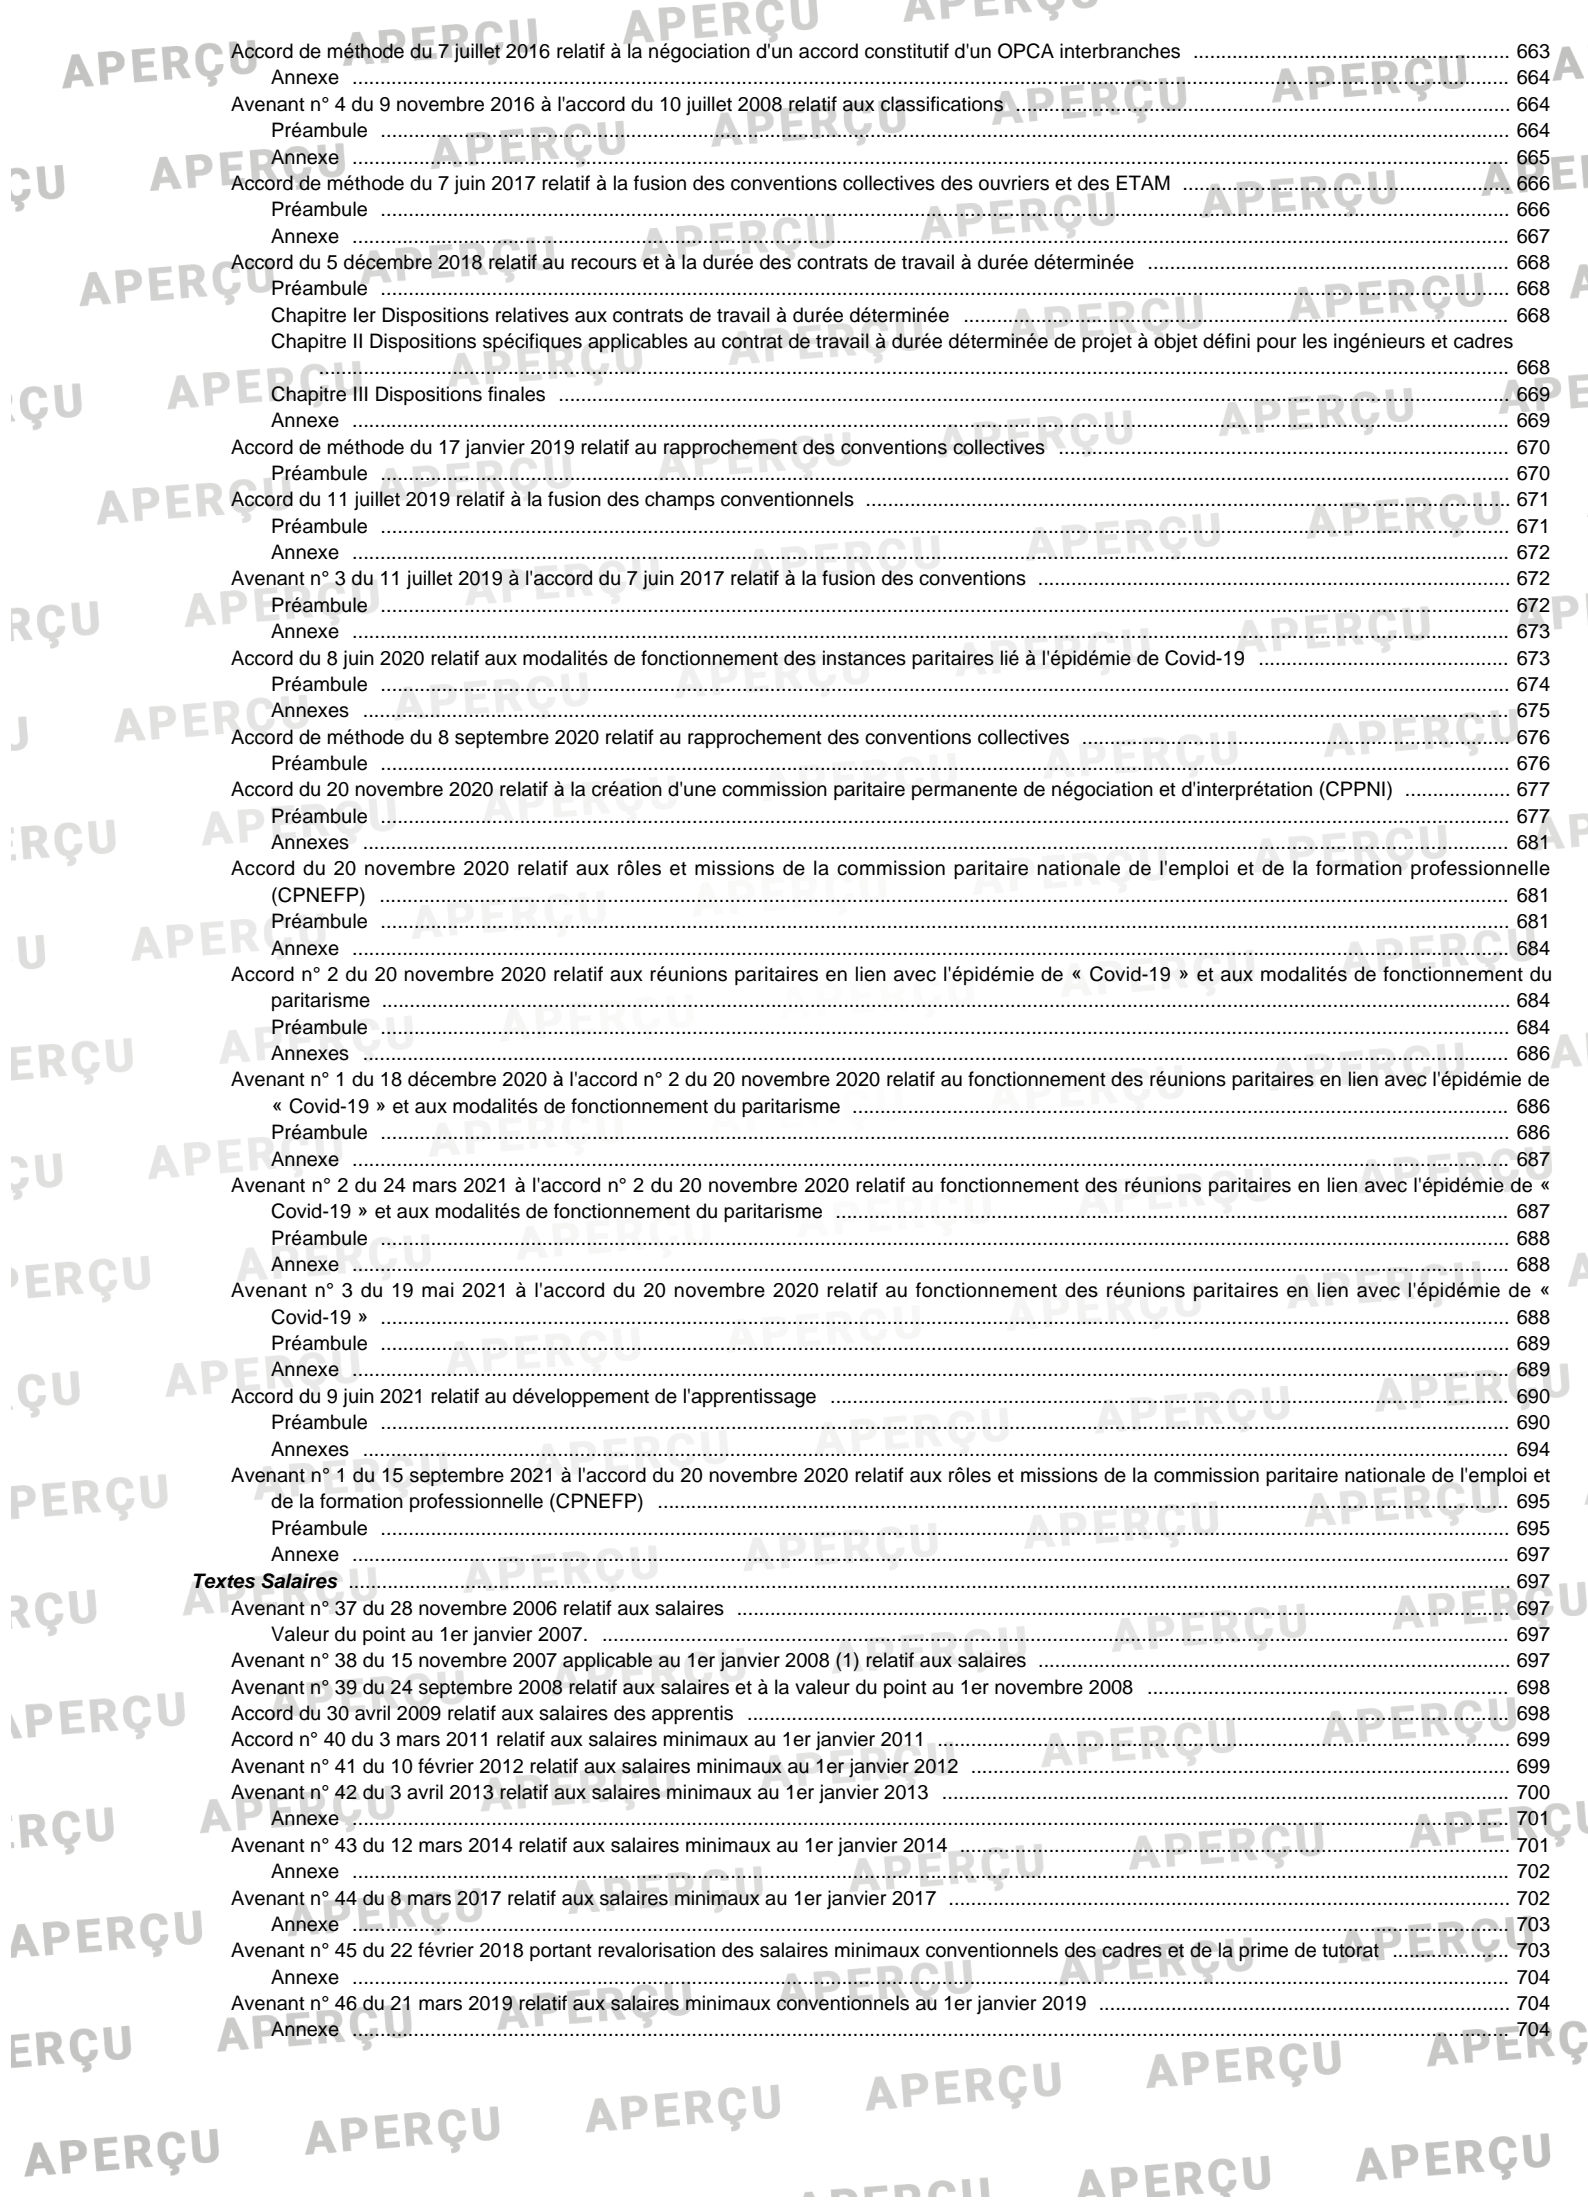 Accord de méthode du 7 juillet 2016 relatif à la négociation d'un accord constitutif d'un OPCA interbranches ........ 663
Annexe ........ 664
Avenant n° 4 du 9 novembre 2016 à l'accord du 10 juillet 2008 relatif aux classifications ........ 664
Préambule ........ 664
Annexe ........ 665
Accord de méthode du 7 juin 2017 relatif à la fusion des conventions collectives des ouvriers et des ETAM ........ 666
Préambule ........ 666
Annexe ........ 667
Accord du 5 décembre 2018 relatif au recours et à la durée des contrats de travail à durée déterminée ........ 668
Préambule ........ 668
Chapitre Ier Dispositions relatives aux contrats de travail à durée déterminée ........ 668
Chapitre II Dispositions spécifiques applicables au contrat de travail à durée déterminée de projet à objet défini pour les ingénieurs et cadres
........ 668
Chapitre III Dispositions finales ........ 669
Annexe ........ 669
Accord de méthode du 17 janvier 2019 relatif au rapprochement des conventions collectives ........ 670
Préambule ........ 670
Accord du 11 juillet 2019 relatif à la fusion des champs conventionnels ........ 671
Préambule ........ 671
Annexe ........ 672
Avenant n° 3 du 11 juillet 2019 à l'accord du 7 juin 2017 relatif à la fusion des conventions ........ 672
Préambule ........ 672
Annexe ........ 673
Accord du 8 juin 2020 relatif aux modalités de fonctionnement des instances paritaires lié à l'épidémie de Covid-19 ........ 673
Préambule ........ 674
Annexes ........ 675
Accord de méthode du 8 septembre 2020 relatif au rapprochement des conventions collectives ........ 676
Préambule ........ 676
Accord du 20 novembre 2020 relatif à la création d'une commission paritaire permanente de négociation et d'interprétation (CPPNI) ........ 677
Préambule ........ 677
Annexes ........ 681
Accord du 20 novembre 2020 relatif aux rôles et missions de la commission paritaire nationale de l'emploi et de la formation professionnelle
(CPNEFP) ........ 681
Préambule ........ 681
Annexe ........ 684
Accord n° 2 du 20 novembre 2020 relatif aux réunions paritaires en lien avec l'épidémie de « Covid-19 » et aux modalités de fonctionnement du
paritarisme ........ 684
Préambule ........ 684
Annexes ........ 686
Avenant n° 1 du 18 décembre 2020 à l'accord n° 2 du 20 novembre 2020 relatif au fonctionnement des réunions paritaires en lien avec l'épidémie de
« Covid-19 » et aux modalités de fonctionnement du paritarisme ........ 686
Préambule ........ 686
Annexe ........ 687
Avenant n° 2 du 24 mars 2021 à l'accord n° 2 du 20 novembre 2020 relatif au fonctionnement des réunions paritaires en lien avec l'épidémie de «
Covid-19 » et aux modalités de fonctionnement du paritarisme ........ 687
Préambule ........ 688
Annexe ........ 688
Avenant n° 3 du 19 mai 2021 à l'accord du 20 novembre 2020 relatif au fonctionnement des réunions paritaires en lien avec l'épidémie de «
Covid-19 » ........ 688
Préambule ........ 689
Annexe ........ 689
Accord du 9 juin 2021 relatif au développement de l'apprentissage ........ 690
Préambule ........ 690
Annexes ........ 694
Avenant n° 1 du 15 septembre 2021 à l'accord du 20 novembre 2020 relatif aux rôles et missions de la commission paritaire nationale de l'emploi et
de la formation professionnelle (CPNEFP) ........ 695
Préambule ........ 695
Annexe ........ 697
Textes Salaires ........ 697
Avenant n° 37 du 28 novembre 2006 relatif aux salaires ........ 697
Valeur du point au 1er janvier 2007. ........ 697
Avenant n° 38 du 15 novembre 2007 applicable au 1er janvier 2008 (1) relatif aux salaires ........ 697
Avenant n° 39 du 24 septembre 2008 relatif aux salaires et à la valeur du point au 1er novembre 2008 ........ 698
Accord du 30 avril 2009 relatif aux salaires des apprentis ........ 698
Accord n° 40 du 3 mars 2011 relatif aux salaires minimaux au 1er janvier 2011 ........ 699
Avenant n° 41 du 10 février 2012 relatif aux salaires minimaux au 1er janvier 2012 ........ 699
Avenant n° 42 du 3 avril 2013 relatif aux salaires minimaux au 1er janvier 2013 ........ 700
Annexe ........ 701
Avenant n° 43 du 12 mars 2014 relatif aux salaires minimaux au 1er janvier 2014 ........ 701
Annexe ........ 702
Avenant n° 44 du 8 mars 2017 relatif aux salaires minimaux au 1er janvier 2017 ........ 702
Annexe ........ 703
Avenant n° 45 du 22 février 2018 portant revalorisation des salaires minimaux conventionnels des cadres et de la prime de tutorat ........ 703
Annexe ........ 704
Avenant n° 46 du 21 mars 2019 relatif aux salaires minimaux conventionnels au 1er janvier 2019 ........ 704
Annexe ........ 704
APERÇU